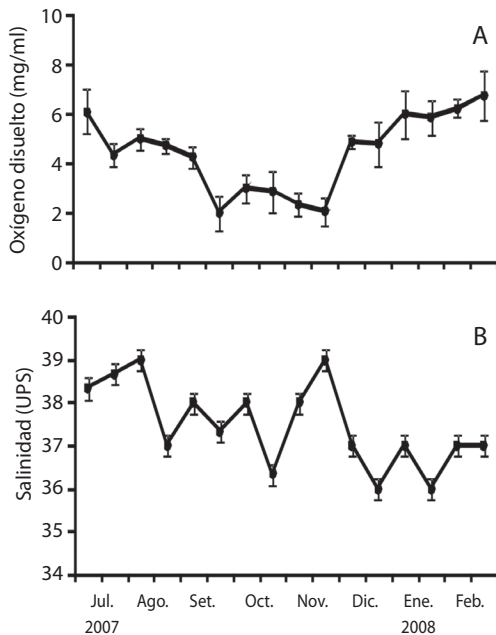 A
Oxígeno disuelto (mg/ml)
10
8
6
4
2
0
B
Salinidad (UPS)
40
39
38
37
36
35
34
Jul. Ago. Set. Oct. Nov. Dic. Ene. Feb.
2007 2008